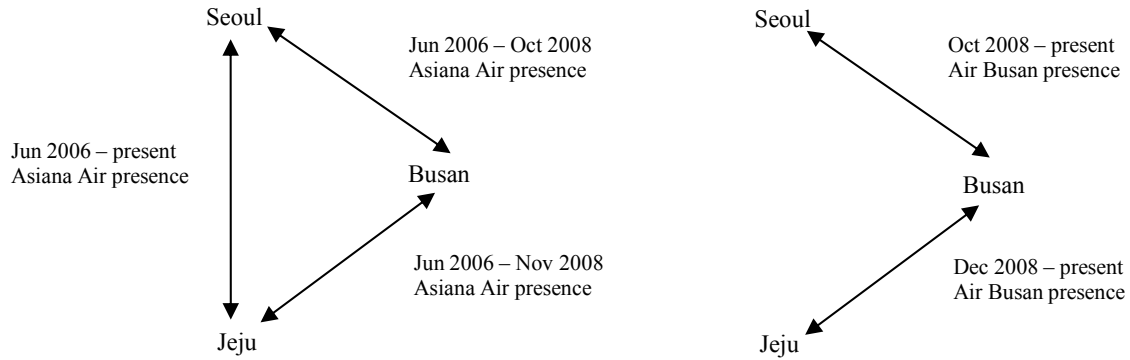 Seoul
Jun 2006 – Oct 2008
Asiana Air presence
Jun 2006 – present
Asiana Air presence
Busan
Jun 2006 – Nov 2008
Asiana Air presence
Jeju
Seoul
Oct 2008 – present
Air Busan presence
Busan
Dec 2008 – present
Air Busan presence
Jeju